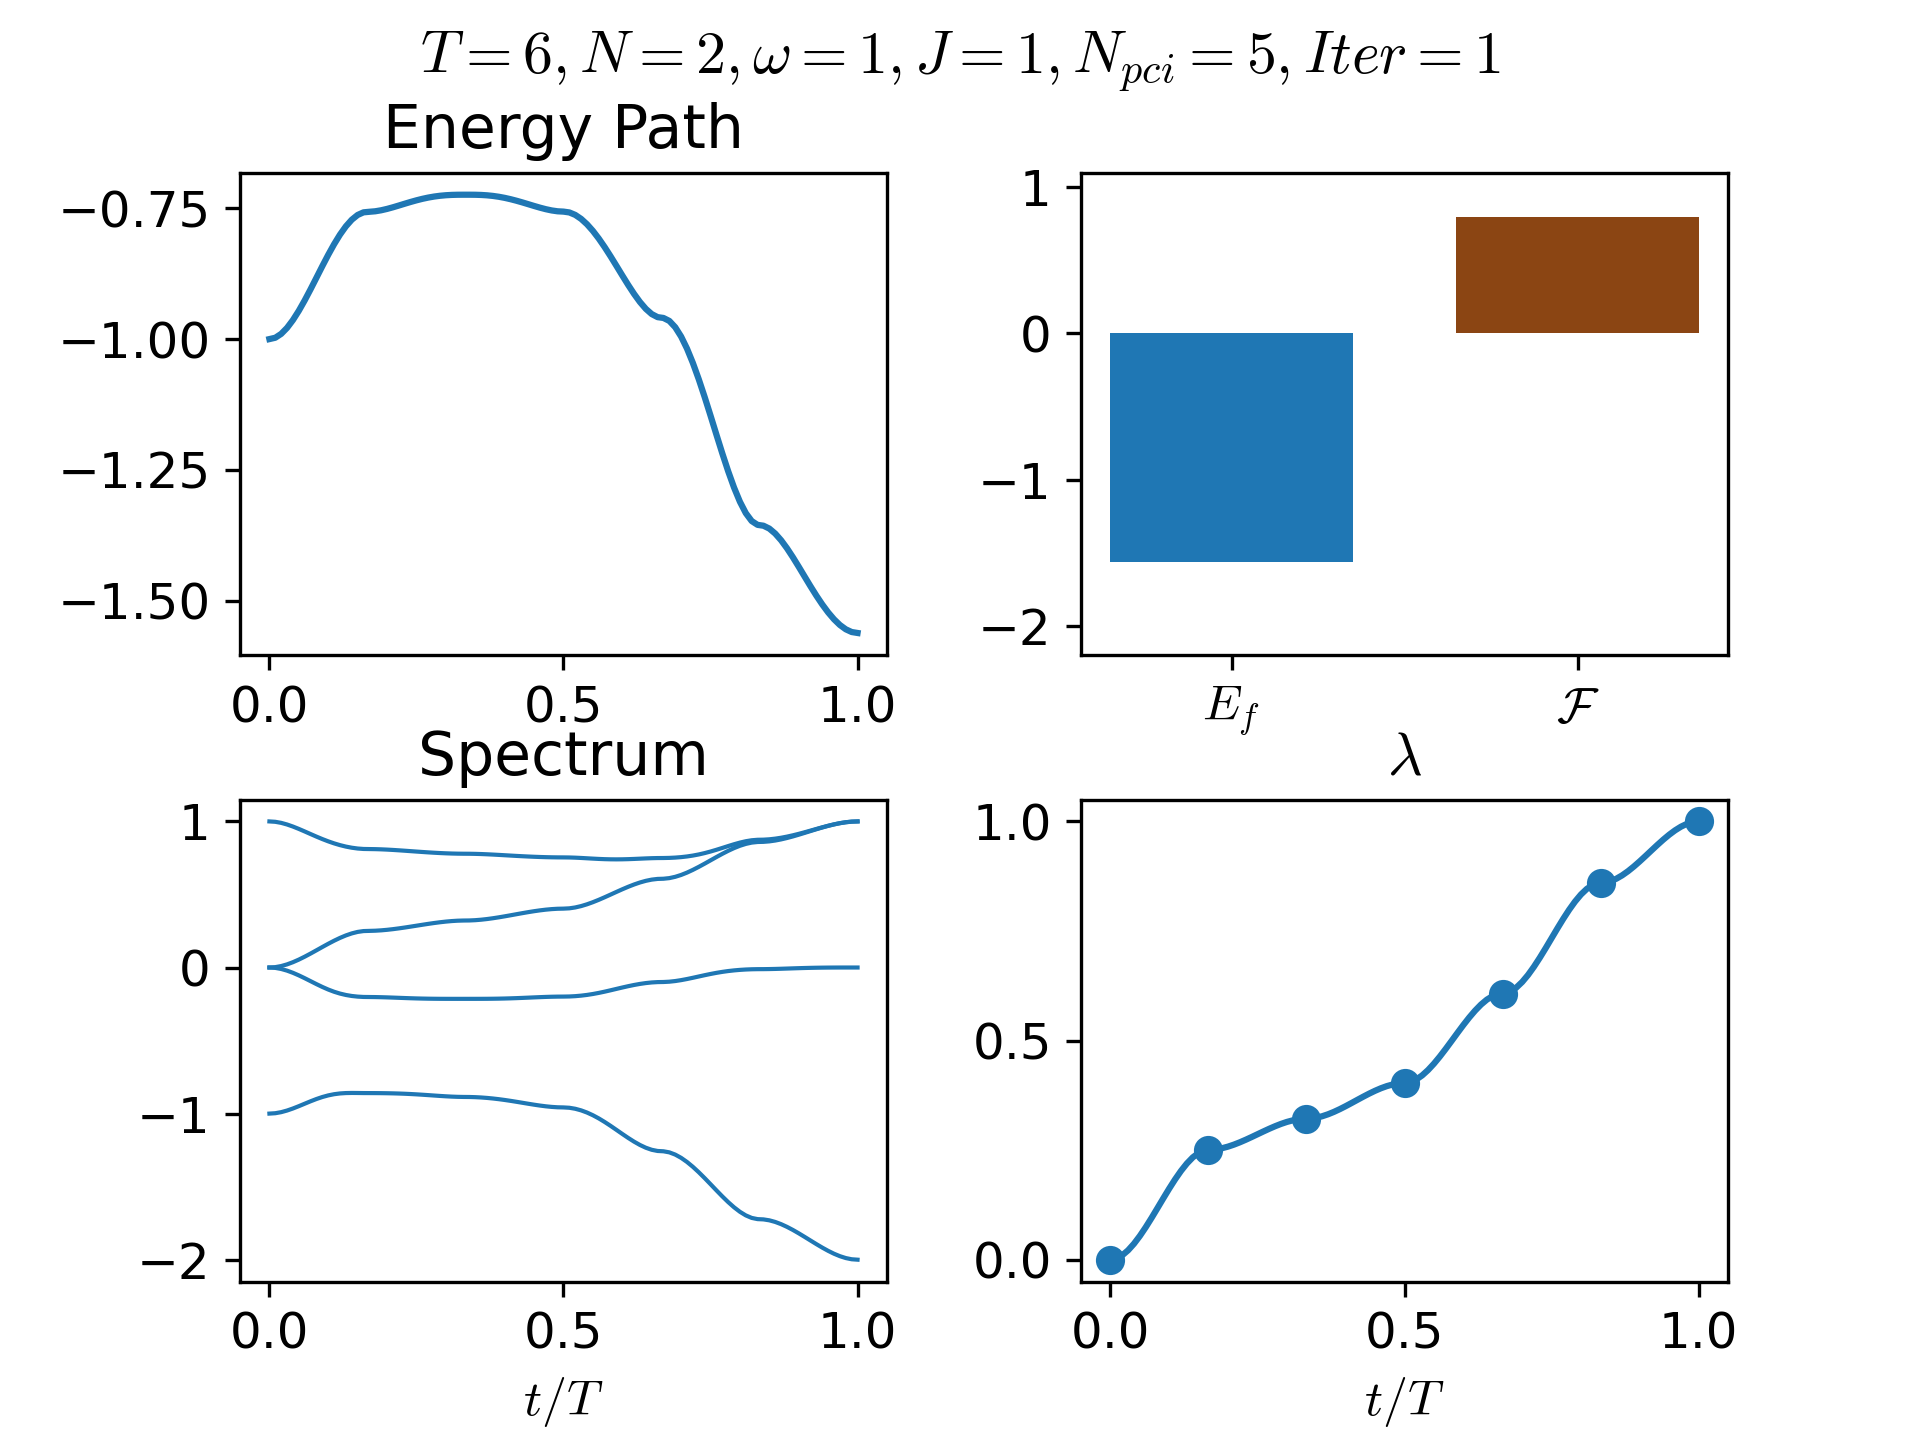 T = 6, N = 2, ω = 1, J = 1, N_{pci} = 5, Iter = 1
Energy Path
−0.75
−1.00
−1.25
−1.50
0.0 0.5 1.0
1
0
−1
−2
E_f ℱ
Spectrum
1
0
−1
−2
0.0 0.5 1.0
t/T
λ
1.0
0.5
0.0
0.0 0.5 1.0
t/T